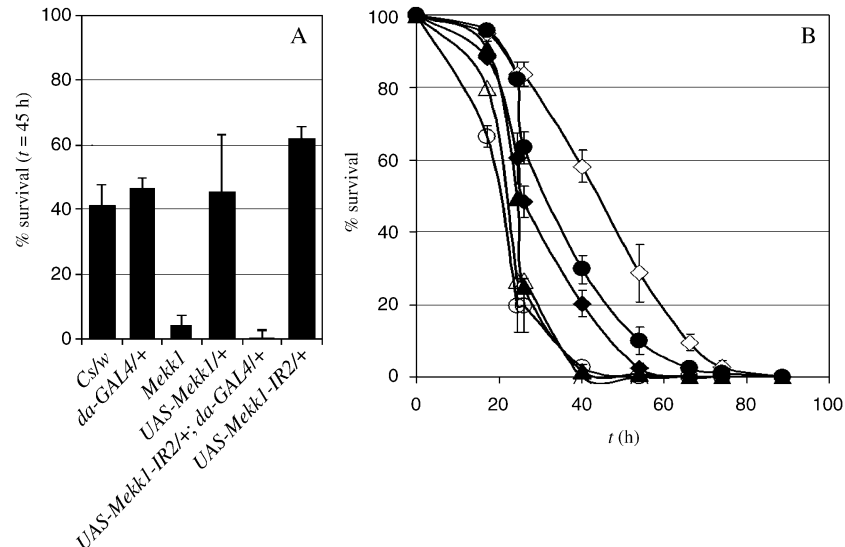 A
% survival (t = 45 h)
100
80
60
40
20
0
Cs/w
da-GAL4/+
Mekk1
UAS-Mekk1/+
UAS-Mekk1-IR2/+; da-GAL4/+
UAS-Mekk1-IR2/+
B
% survival
100
80
60
40
20
0
0 20 40 60 80 100
t (h)